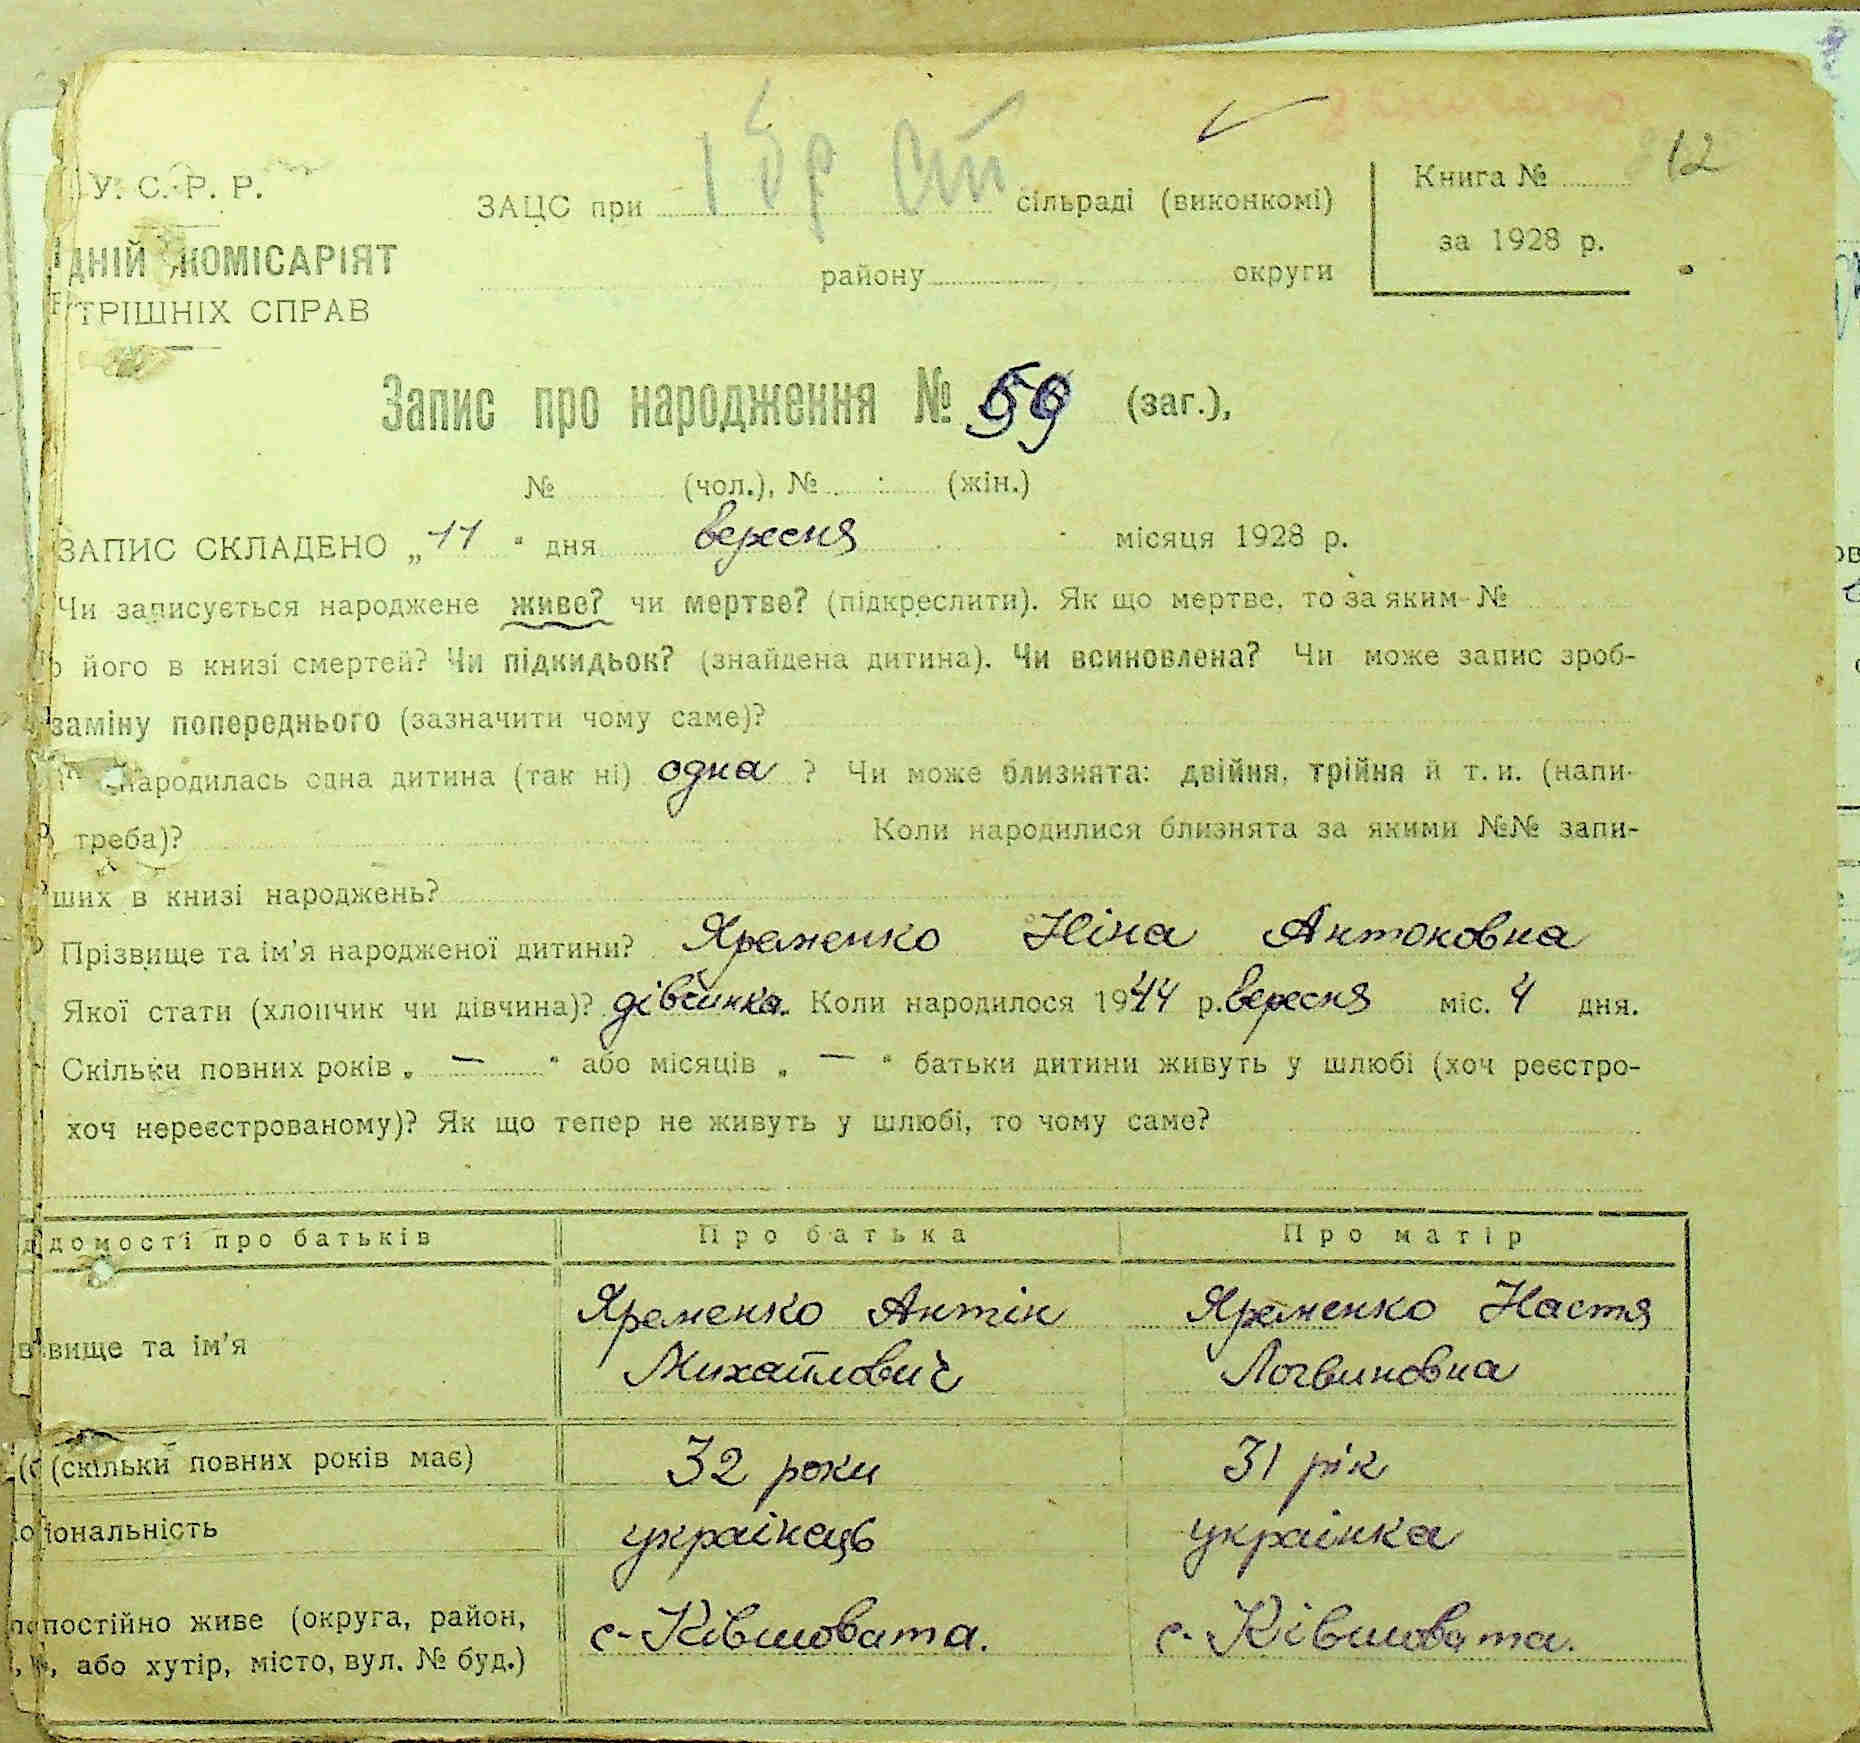 12
У. С. Р. Р.
ЗАЦС при сільраді (виконкомі)
Книга №
ДНІЙ КОМІСАРІЯТ
за 1928 р.
району округи
ТРІШНІХ СПРАВ
Запис про народження № 59 (заг.),
№ (чол.), № (жін.)
ЗАПИС СКЛАДЕНО „11“ дня вересня місяця 1928 р.
Чи записується народжене живе? чи мертве? (підкреслити). Як що мертве, то за яким №
його в книзі смертей? Чи підкидьок? (знайдена дитина). Чи всиновлена? Чи може запис зроб-
заміну попереднього (зазначити чому саме)?
народилась одна дитина (так ні) одна ? Чи може близнята: двійня, трійня й т. и. (напи-
треба)? Коли народилися близнята за якими №№ запи-
ших в книзі народжень?
Прізвище та ім'я народженої дитини? Яременко Ніна Антоновна
Якої стати (хлопчик чи дівчина)? дівчинка. Коли народилося 1944 р. вересня міс. 4 дня.
Скільки повних років „ — “ або місяців „ — “ батьки дитини живуть у шлюбі (хоч реєстро-
хоч нереєстрованому)? Як що тепер не живуть у шлюбі, то чому саме?
домості про батьків Про батька Про матір
Яременко Антін Яременко Настя
вище та ім'я
Михайлович Логвиновна
(скільки повних років має) 32 роки 31 рік
іональність українець українка
постійно живе (округа, район, с-Ківшовата. с. Ківшовата.
або хутір, місто, вул. № буд.)